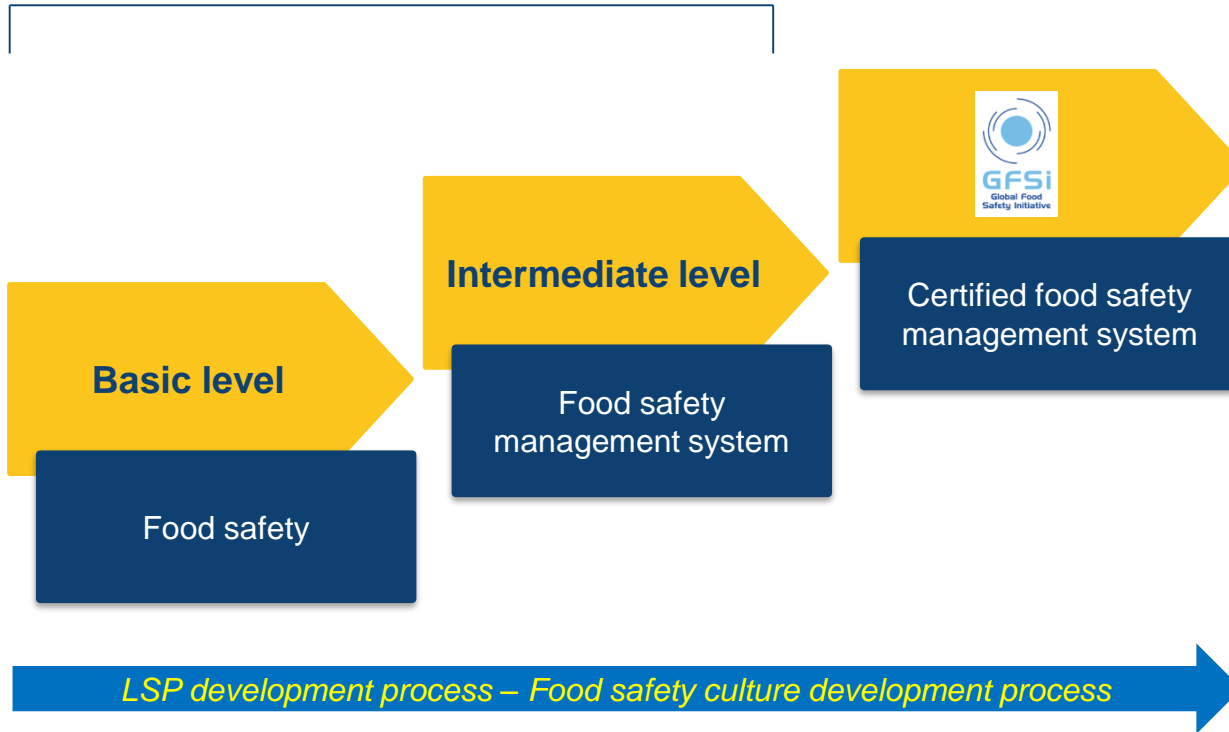 GFSi
Global Food
Safety Initiative
Intermediate level
Certified food safety
management system
Basic level
Food safety
management system
Food safety
LSP development process – Food safety culture development process